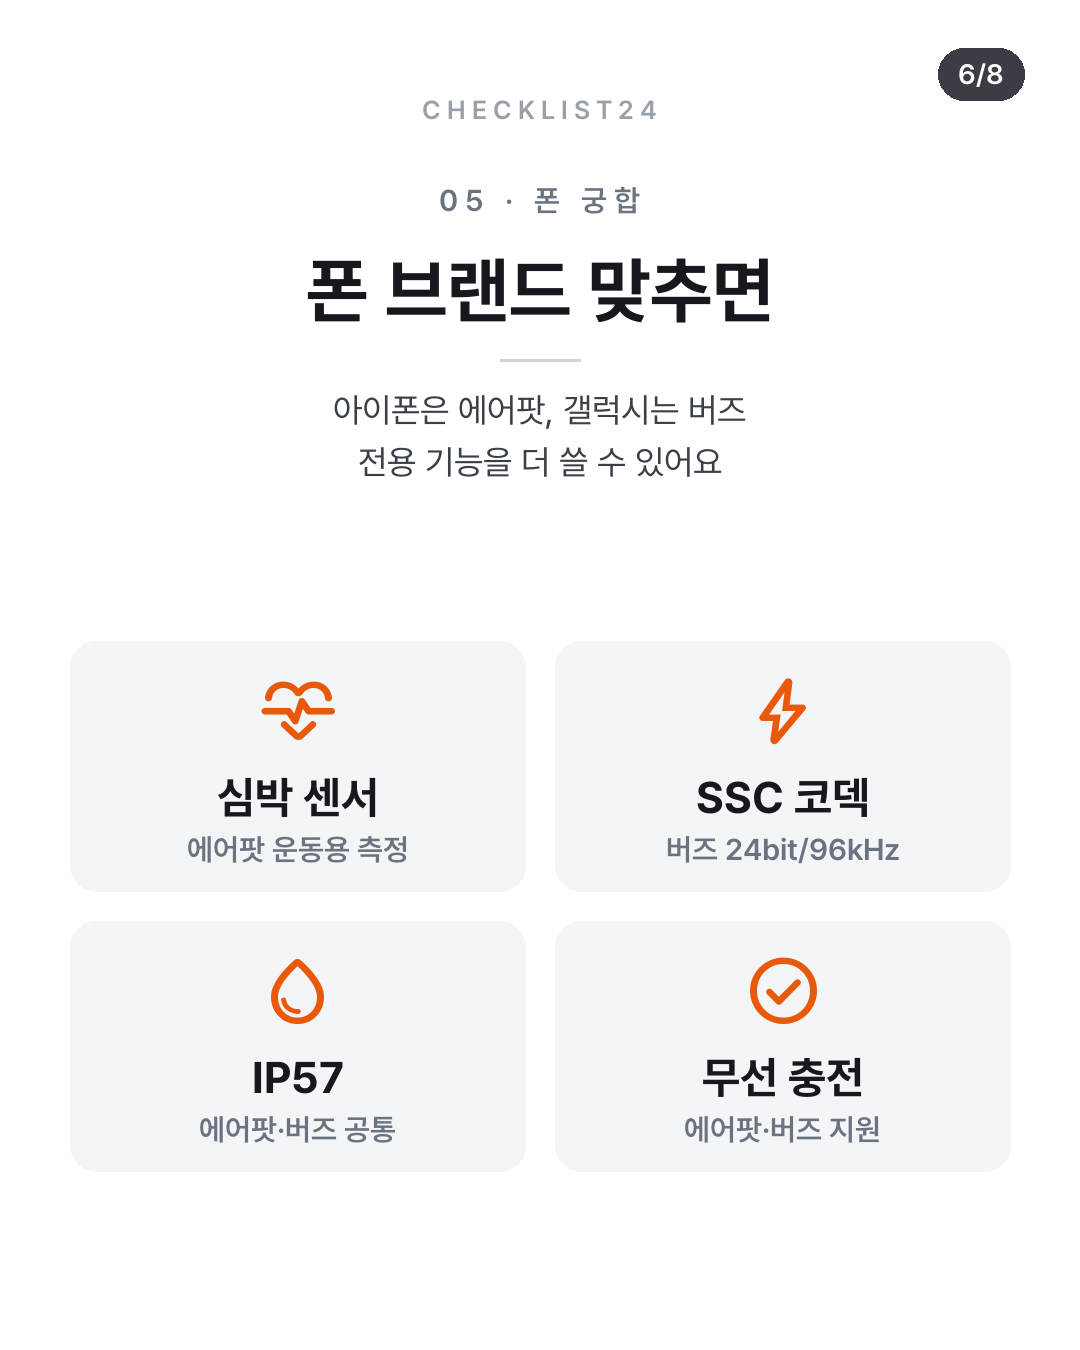 6/8
CHECKLIST24
05 · 폰 궁합
폰 브랜드 맞추면
아이폰은 에어팟, 갤럭시는 버즈
전용 기능을 더 쓸 수 있어요
심박 센서
에어팟 운동용 측정
SSC 코덱
버즈 24bit/96kHz
IP57
에어팟·버즈 공통
무선 충전
에어팟·버즈 지원